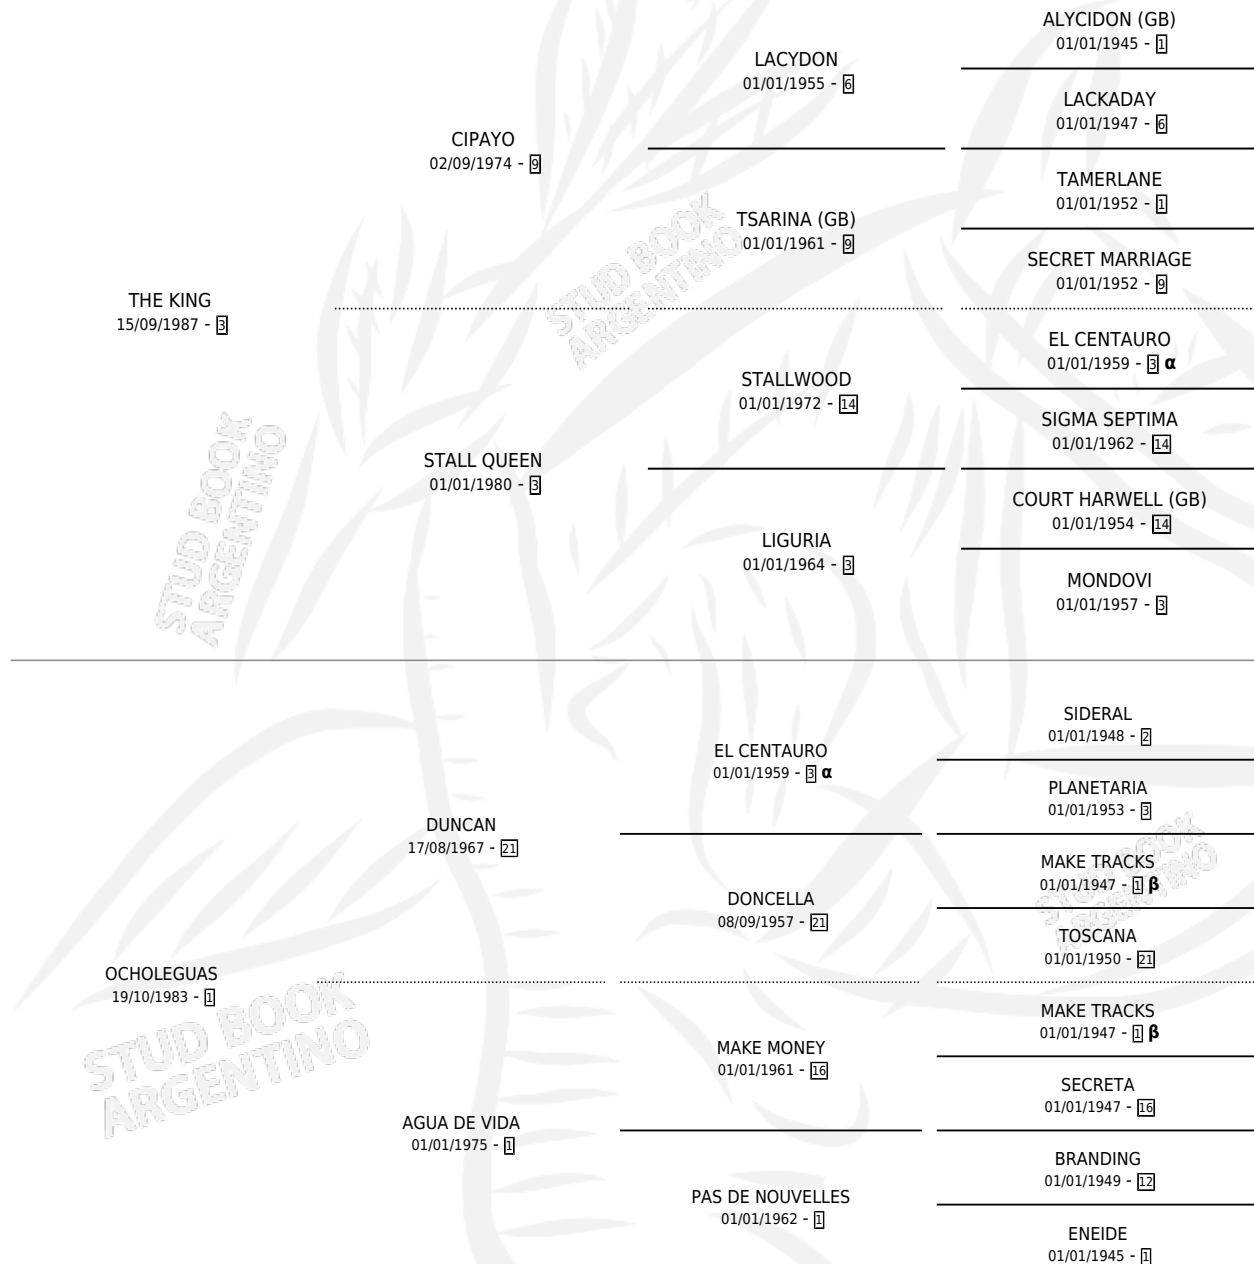 ALYCIDON (GB)
01/01/1945 - 1
LACYDON
01/01/1955 - 6
LACKADAY
01/01/1947 - 6
CIPAYO
02/09/1974 - 9
TAMERLANE
01/01/1952 - 1
TSARINA (GB)
01/01/1961 - 9
SECRET MARRIAGE
01/01/1952 - 9
STUD BOOK
ARGENTINO
THE KING
15/09/1987 - 3
EL CENTAURO
01/01/1959 - 3 α
STALLWOOD
01/01/1972 - 14
SIGMA SEPTIMA
01/01/1962 - 14
STALL QUEEN
01/01/1980 - 3
COURT HARWELL (GB)
01/01/1954 - 14
LIGURIA
01/01/1964 - 3
MONDOVI
01/01/1957 - 3
STUD BOOK
ARGENTINO
SIDERAL
01/01/1948 - 2
EL CENTAURO
01/01/1959 - 3 α
PLANETARIA
01/01/1953 - 3
DUNCAN
17/08/1967 - 21
MAKE TRACKS
01/01/1947 - 1 β
DONCELLA
08/09/1957 - 21
TOSCANA
01/01/1950 - 21
STUD BOOK
ARGENTINO
OCHOLEGUAS
19/10/1983 - 1
MAKE TRACKS
01/01/1947 - 1 β
MAKE MONEY
01/01/1961 - 16
SECRETA
01/01/1947 - 16
STUD BOOK
ARGENTINO
AGUA DE VIDA
01/01/1975 - 1
BRANDING
01/01/1949 - 12
PAS DE NOUVELLES
01/01/1962 - 1
ENEIDE
01/01/1945 - 1